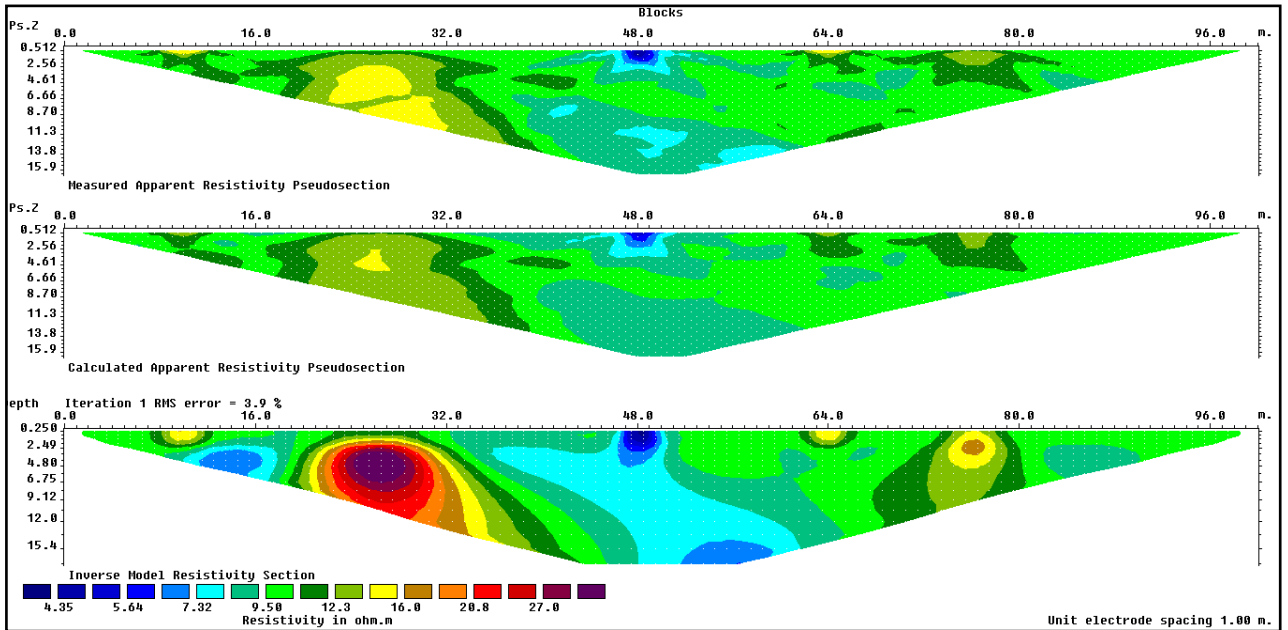 Blocks
Ps.Z 0.0 16.0 32.0 48.0 64.0 80.0 96.0 m.
0.512
2.56
4.61
6.66
8.70
11.3
13.8
15.9
Measured Apparent Resistivity Pseudosection
Ps.Z 0.0 16.0 32.0 48.0 64.0 80.0 96.0 m.
0.512
2.56
4.61
6.66
8.70
11.3
13.8
15.9
Calculated Apparent Resistivity Pseudosection
epth Iteration 1 RMS error = 3.9 %
0.0 16.0 32.0 48.0 64.0 80.0 96.0 m.
0.250
2.49
4.80
6.75
9.12
12.0
15.4
Inverse Model Resistivity Section
4.35 5.64 7.32 9.50 12.3 16.0 20.8 27.0
Resistivity in ohm.m Unit electrode spacing 1.00 m.